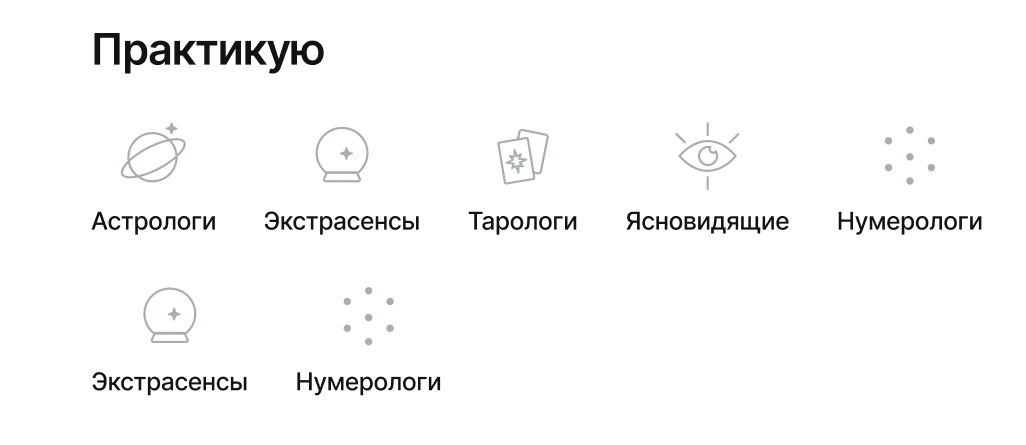 Практикую
Астрологи Экстрасенсы Тарологи Ясновидящие Нумерологи
Экстрасенсы Нумерологи